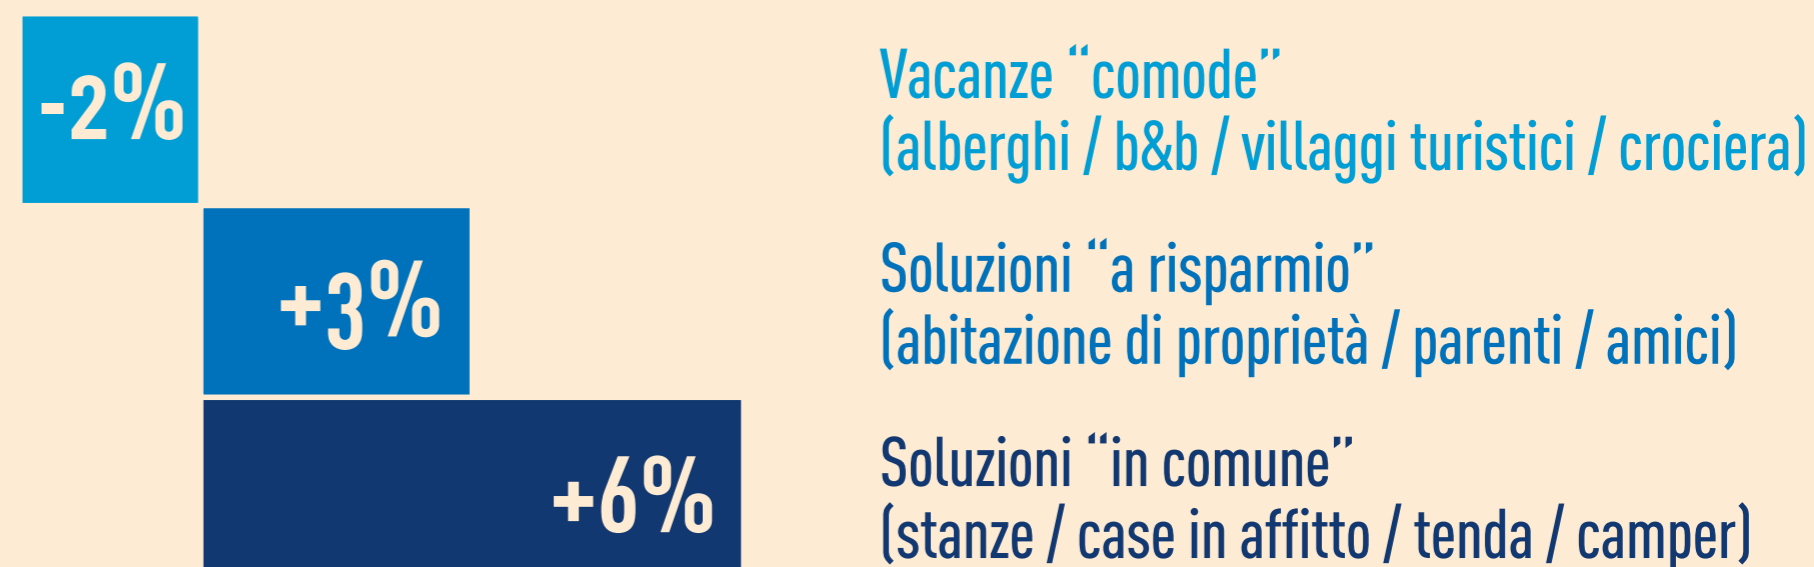 -2%
Vacanze “comode”
(alberghi / b&b / villaggi turistici / crociera)
+3%
Soluzioni “a risparmio”
(abitazione di proprietà / parenti / amici)
+6%
Soluzioni “in comune”
(stanze / case in affitto / tenda / camper)